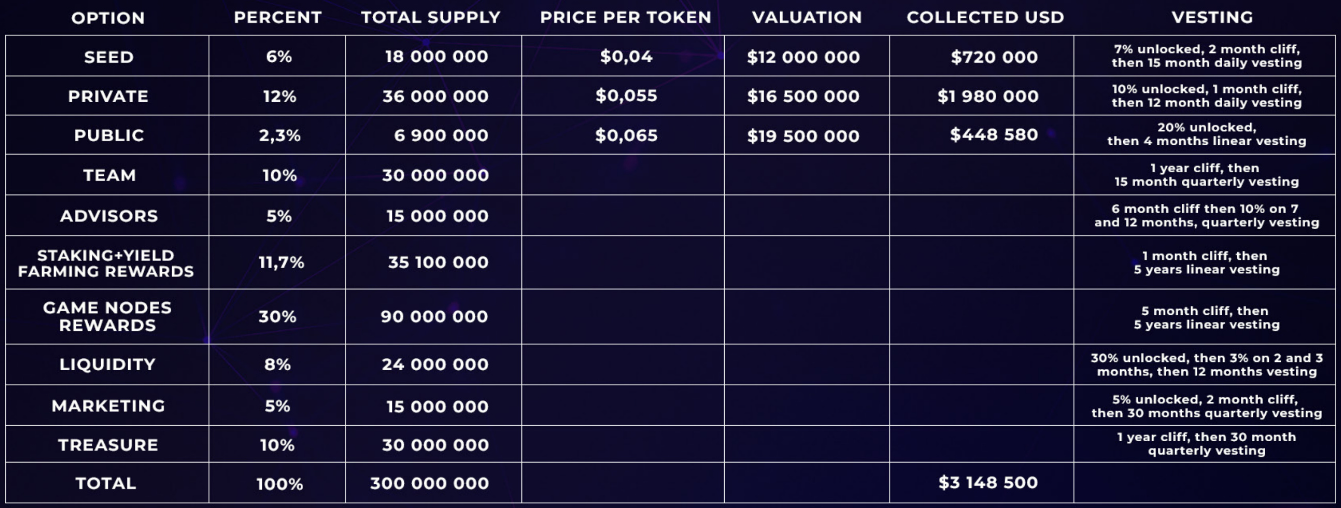 OPTION PERCENT TOTAL SUPPLY PRICE PER TOKEN VALUATION COLLECTED USD VESTING
SEED 6% 18 000 000 $0,04 $12 000 000 $720 000 7% unlocked, 2 month cliff,
then 15 month daily vesting
PRIVATE 12% 36 000 000 $0,055 $16 500 000 $1 980 000 10% unlocked, 1 month cliff,
then 12 month daily vesting
PUBLIC 2,3% 6 900 000 $0,065 $19 500 000 $448 580 20% unlocked,
then 4 months linear vesting
TEAM 10% 30 000 000 1 year cliff, then
15 month quarterly vesting
ADVISORS 5% 15 000 000 6 month cliff then 10% on 7
and 12 months, quarterly vesting
STAKING+YIELD
FARMING REWARDS 11,7% 35 100 000 1 month cliff, then
5 years linear vesting
GAME NODES
REWARDS 30% 90 000 000 5 month cliff, then
5 years linear vesting
LIQUIDITY 8% 24 000 000 30% unlocked, then 3% on 2 and 3
months, then 12 months vesting
MARKETING 5% 15 000 000 5% unlocked, 2 month cliff,
then 30 months quarterly vesting
TREASURE 10% 30 000 000 1 year cliff, then 30 month
quarterly vesting
TOTAL 100% 300 000 000 $3 148 500